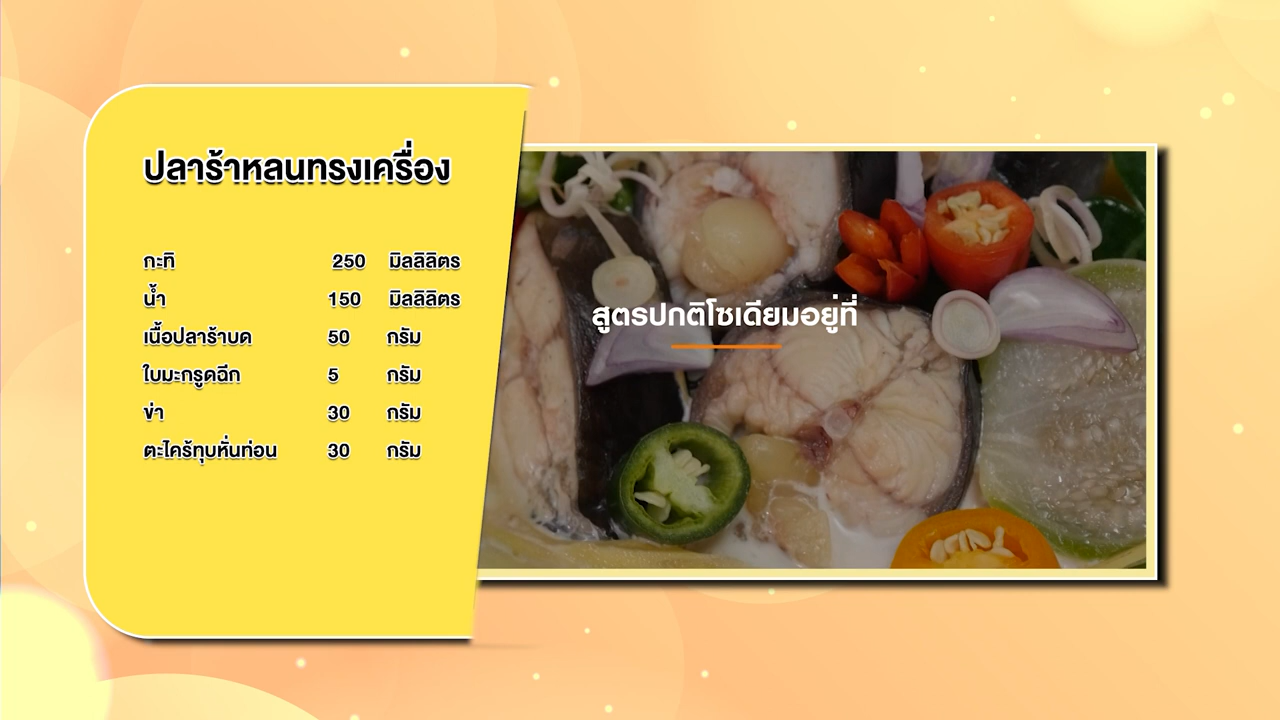 ปลาร้าหลนทรงเครื่อง
กะทิ 250 มิลลิลิตร
น้ำ 150 มิลลิลิตร
เนื้อปลาร้าบด 50 กรัม
ใบมะกรูดฉีก 5 กรัม
ข่า 30 กรัม
ตะไคร้ทุบหั่นท่อน 30 กรัม
สูตรปกติโซเดียมอยู่ที่